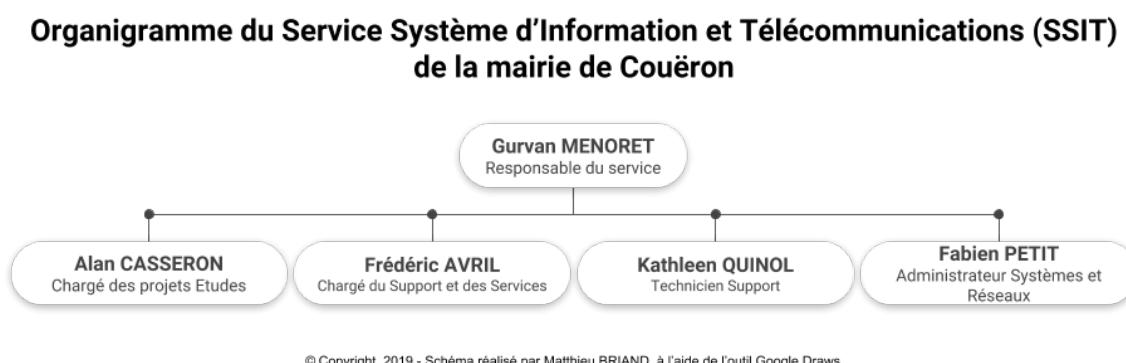 Organigramme du Service Système d'Information et Télécommunications (SSIT)
de la mairie de Couëron
Gurvan MENORET
Responsable du service
Alan CASSERON
Chargé des projets Etudes
Frédéric AVRIL
Chargé du Support et des Services
Kathleen QUINOL
Technicien Support
Fabien PETIT
Administrateur Systèmes et
Réseaux
© Copyright, 2019 - Schéma réalisé par Matthieu BRIAND, à l'aide de l'outil Google Draws